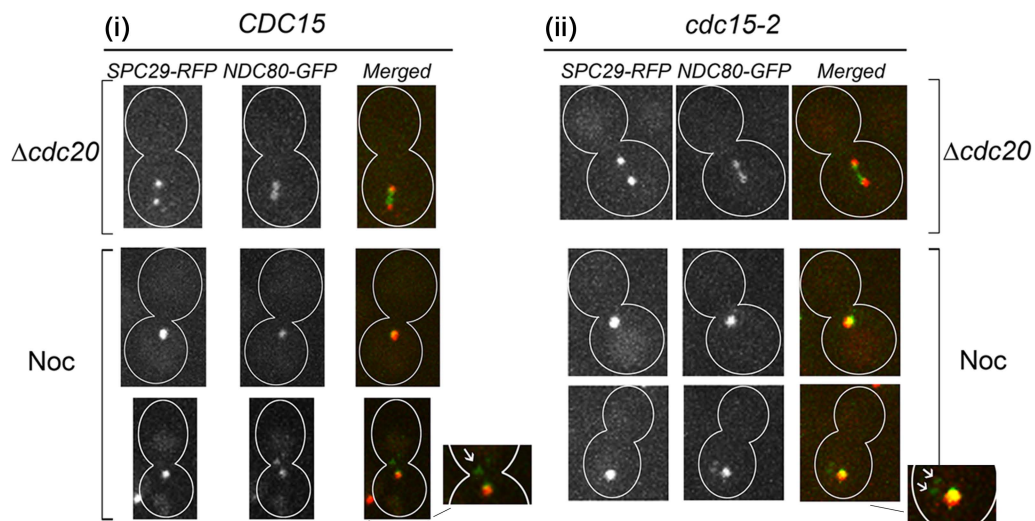 (i) CDC15
(ii) cdc15-2
SPC29-RFP NDC80-GFP Merged
SPC29-RFP NDC80-GFP Merged
Δcdc20
Δcdc20
Noc
Noc